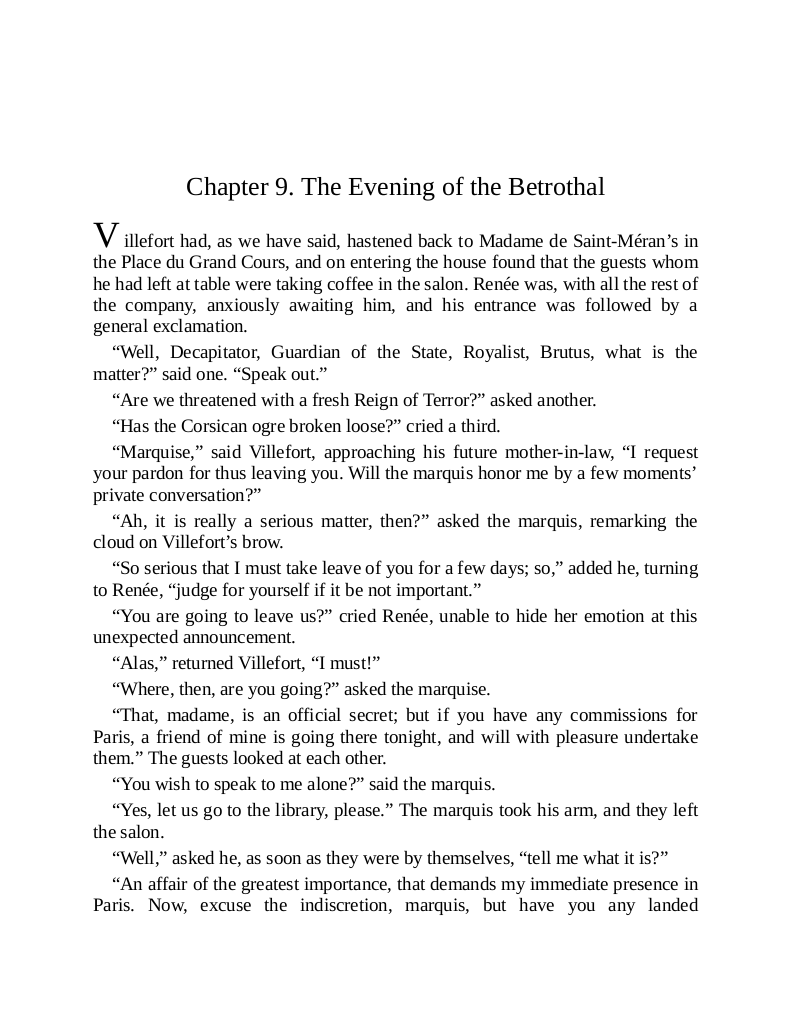 Chapter 9. The Evening of the Betrothal
Villefort had, as we have said, hastened back to Madame de Saint-Méran’s in
the Place du Grand Cours, and on entering the house found that the guests whom
he had left at table were taking coffee in the salon. Renée was, with all the rest of
the company, anxiously awaiting him, and his entrance was followed by a
general exclamation.
“Well, Decapitator, Guardian of the State, Royalist, Brutus, what is the
matter?” said one. “Speak out.”
“Are we threatened with a fresh Reign of Terror?” asked another.
“Has the Corsican ogre broken loose?” cried a third.
“Marquise,” said Villefort, approaching his future mother-in-law, “I request
your pardon for thus leaving you. Will the marquis honor me by a few moments’
private conversation?”
“Ah, it is really a serious matter, then?” asked the marquis, remarking the
cloud on Villefort’s brow.
“So serious that I must take leave of you for a few days; so,” added he, turning
to Renée, “judge for yourself if it be not important.”
“You are going to leave us?” cried Renée, unable to hide her emotion at this
unexpected announcement.
“Alas,” returned Villefort, “I must!”
“Where, then, are you going?” asked the marquise.
“That, madame, is an official secret; but if you have any commissions for
Paris, a friend of mine is going there tonight, and will with pleasure undertake
them.” The guests looked at each other.
“You wish to speak to me alone?” said the marquis.
“Yes, let us go to the library, please.” The marquis took his arm, and they left
the salon.
“Well,” asked he, as soon as they were by themselves, “tell me what it is?”
“An affair of the greatest importance, that demands my immediate presence in
Paris. Now, excuse the indiscretion, marquis, but have you any landed